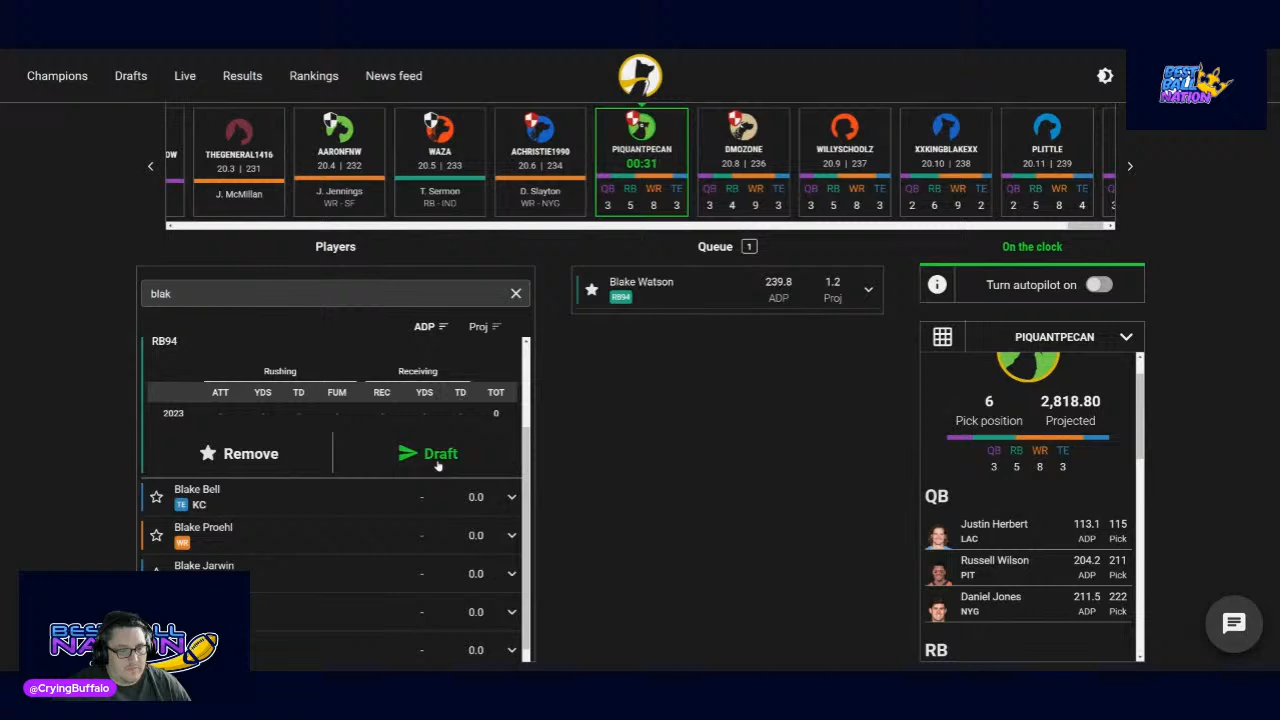 Champions Drafts Live Results Rankings News feed
BEST BALL NATION
THEGENERAL1416 AARONFNW WAZA ACHRISTIE1990 PIQUANTPECAN DMOZONE WILLYSCHOOLZ XXKINGBLAKEXX PLITTLE
OW 20.3 | 231 20.4 | 232 20.5 | 233 20.6 | 234 00:31 20.8 | 236 20.9 | 237 20.10 | 238 20.11 | 239
J. McMillan J. Jennings T. Sermon D. Slayton QB RB WR TE QB RB WR TE QB RB WR TE QB RB WR TE QB RB WR TE
WR - SF RB - IND WR - NYG 3 5 8 3 3 4 9 3 3 5 8 3 2 6 9 2 2 5 8 4 3
Players Queue 1 On the clock
blak
Blake Watson 239.8 1.2
RB94 ADP Proj
Turn autopilot on
ADP Proj
PIQUANTPECAN
RB94
Rushing Receiving
ATT YDS TD FUM REC YDS TD TOT
2023 - - - - - - - 0
Remove Draft
6 2,818.80
Pick position Projected
QB RB WR TE
3 5 8 3
Blake Bell - 0.0
TE KC
Blake Proehl - 0.0
WR
Blake Jarwin - 0.0
- 0.0
- 0.0
QB
Justin Herbert 113.1 115
LAC ADP Pick
Russell Wilson 204.2 211
PIT ADP Pick
Daniel Jones 211.5 222
NYG ADP Pick
RB
@CryingBuffalo